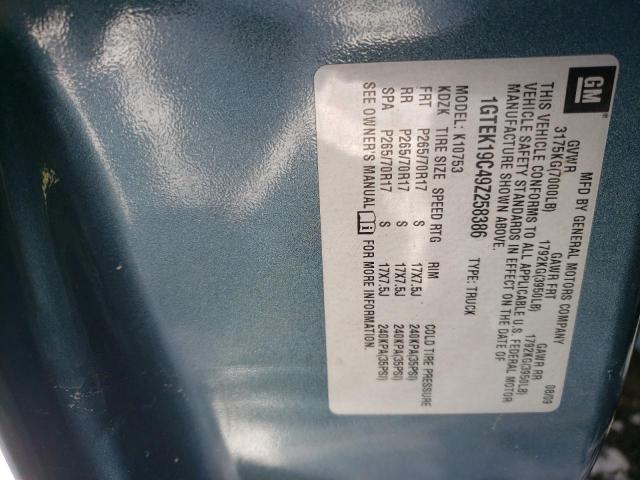 GM
MFD BY GENERAL MOTORS COMPANY
08/09
GVWR GAWR FRT GAWR RR
3175KG(7000LB) 1792KG(3950LB) 1792KG(3950LB)
THIS VEHICLE CONFORMS TO ALL APPLICABLE U.S. FEDERAL MOTOR
VEHICLE SAFETY STANDARDS IN EFFECT ON THE DATE OF
MANUFACTURE SHOWN ABOVE.
1GTEK19C49Z258386 TYPE: TRUCK
MODEL: K10753
KDZK TIRE SIZE SPEED RTG RIM COLD TIRE PRESSURE
FRT P265/70R17 S 17X7.5J 240KPA(35PSI)
RR P265/70R17 S 17X7.5J 240KPA(35PSI)
SPA P265/70R17 S 17X7.5J 240KPA(35PSI)
SEE OWNER'S MANUAL FOR MORE INFORMATION.